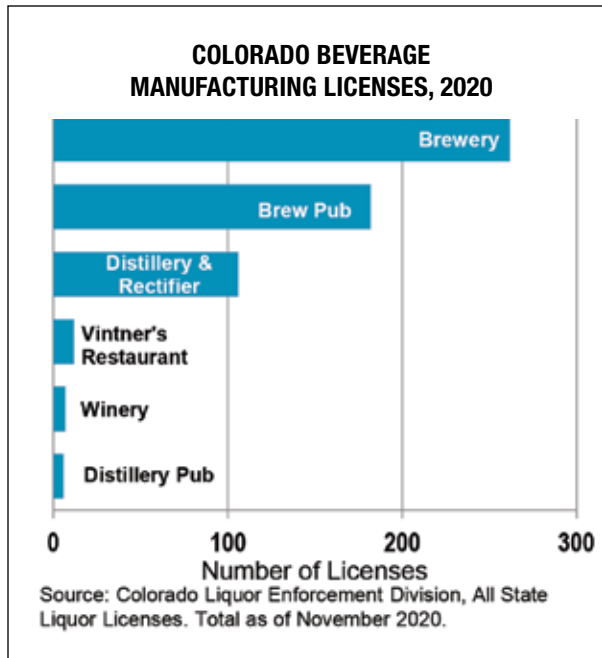 COLORADO BEVERAGE
MANUFACTURING LICENSES, 2020
Brewery
Brew Pub
Distillery &
Rectifier
Vintner's
Restaurant
Winery
Distillery Pub
0 100 200 300
Number of Licenses
Source: Colorado Liquor Enforcement Division, All State
Liquor Licenses. Total as of November 2020.